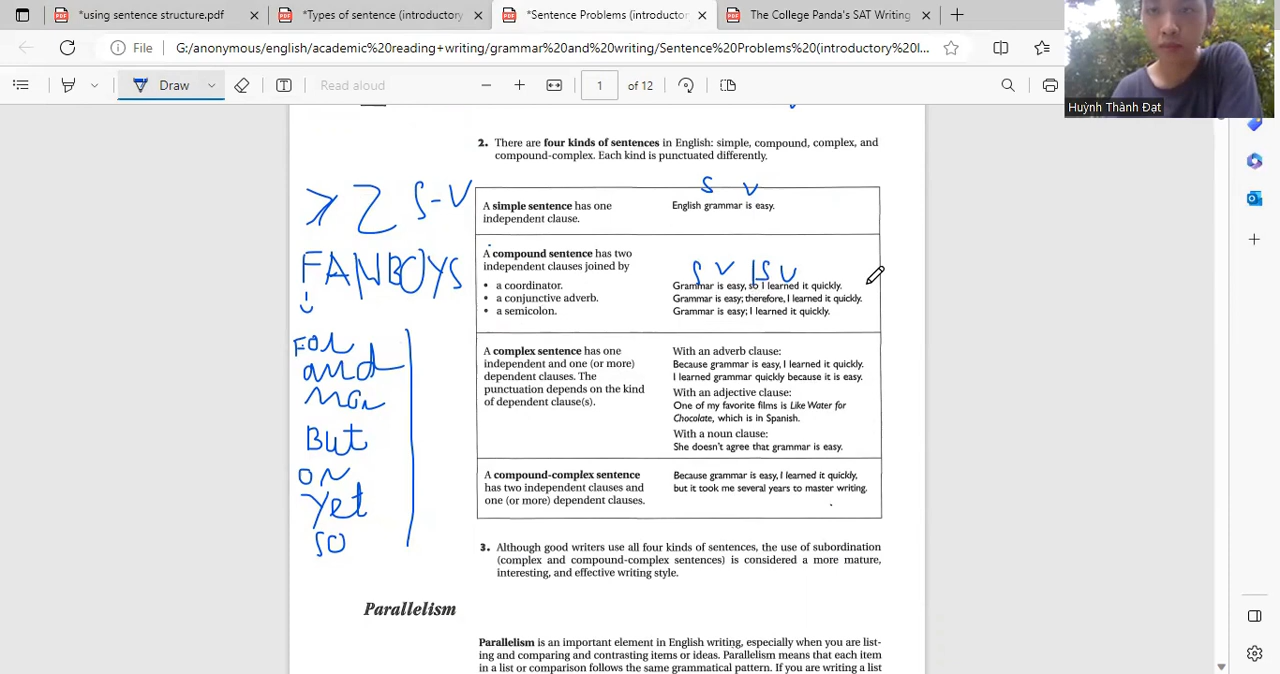 *using sentence structure.pdf
*Types of sentence (introductory
*Sentence Problems (introductor
The College Panda's SAT Writing
File
G:/anonymous/english/academic%20reading+writing/grammar%20and%20writing/Sentence%20Problems%20(introductory%20l...
Draw
Read aloud
1
of 12
Huỳnh Thành Đạt
2. There are four kinds of sentences in English: simple, compound, complex, and
compound-complex. Each kind is punctuated differently.
S V
A simple sentence has one
independent clause.
English grammar is easy.
A compound sentence has two
independent clauses joined by
• a coordinator.
• a conjunctive adverb.
• a semicolon.
S V S V
Grammar is easy, so I learned it quickly.
Grammar is easy; therefore, I learned it quickly.
Grammar is easy; I learned it quickly.
A complex sentence has one
independent and one (or more)
dependent clauses. The
punctuation depends on the kind
of dependent clause(s).
With an adverb clause:
Because grammar is easy, I learned it quickly.
I learned grammar quickly because it is easy.
With an adjective clause:
One of my favorite films is Like Water for
Chocolate, which is in Spanish.
With a noun clause:
She doesn't agree that grammar is easy.
A compound-complex sentence
has two independent clauses and
one (or more) dependent clauses.
Because grammar is easy, I learned it quickly,
but it took me several years to master writing.
S-V
FANBOYS
For
and
nor
But
or
Yet
so
3. Although good writers use all four kinds of sentences, the use of subordination
(complex and compound-complex sentences) is considered a more mature,
interesting, and effective writing style.
Parallelism
Parallelism is an important element in English writing, especially when you are list-
ing and comparing and contrasting items or ideas. Parallelism means that each item
in a list or comparison follows the same grammatical pattern. If you are writing a list